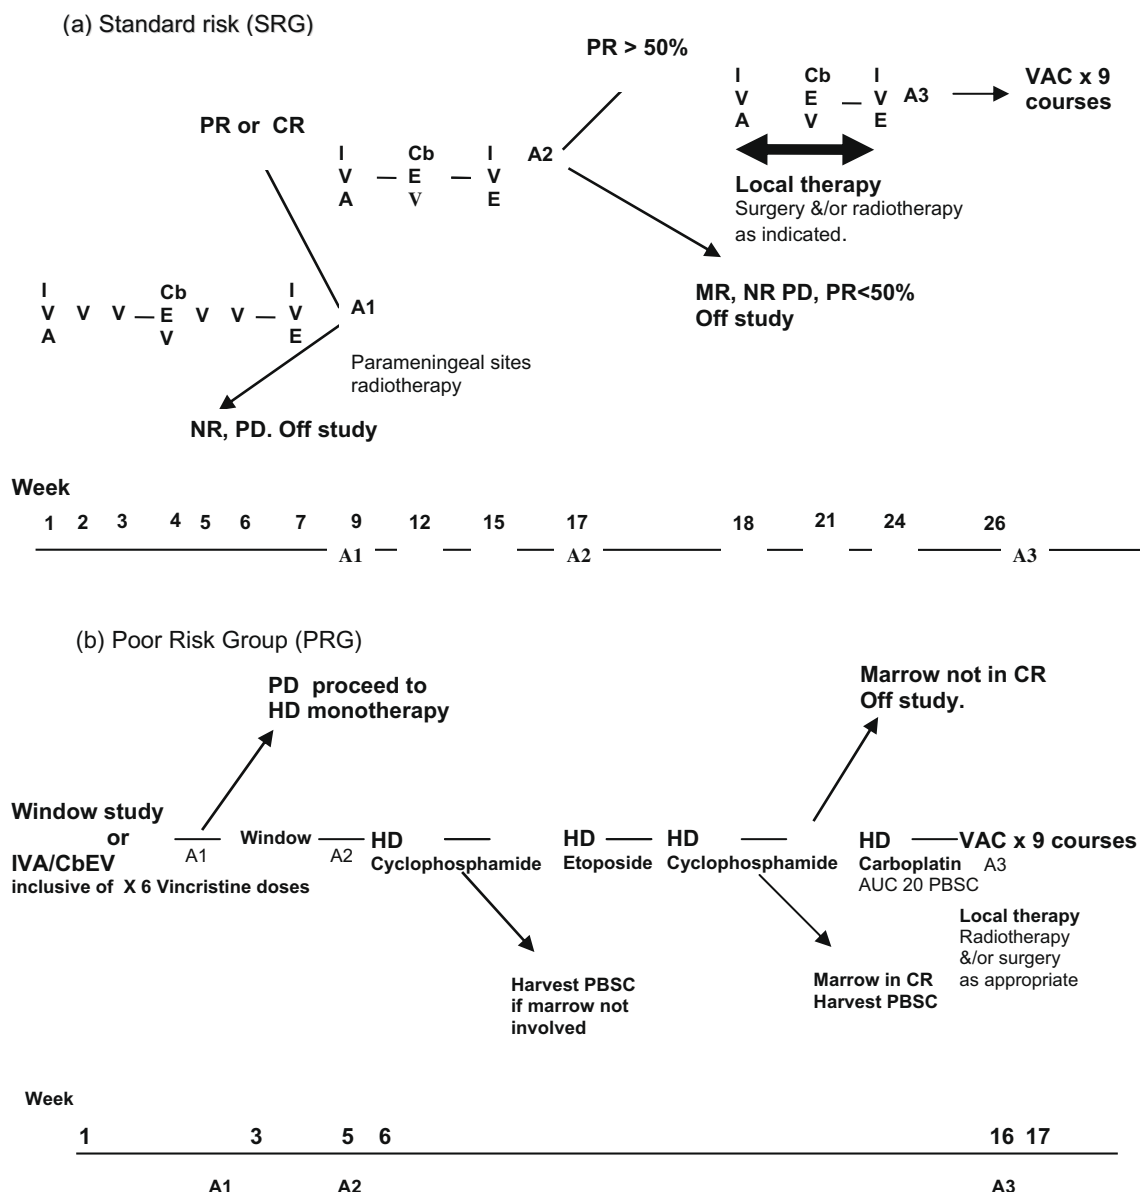 (a) Standard risk (SRG)
PR > 50%
I Cb I
V E V A3
A V E
VAC x 9
courses
PR or CR
I Cb I
V E V
A V E
A2
Local therapy
Surgery &/or radiotherapy
as indicated.
MR, NR PD, PR<50%
Off study
I Cb I
V V V E V V V
A V E
A1
Parameningeal sites
radiotherapy
NR, PD. Off study
Week
1 2 3 4 5 6 7 9 12 15 17 18 21 24 26
A1 A2 A3
(b) Poor Risk Group (PRG)
PD proceed to
HD monotherapy
Marrow not in CR
Off study.
Window study
or
IVA/CbEV
inclusive of X 6 Vincristine doses
A1
Window
A2
HD
Cyclophosphamide
HD
Etoposide
HD
Cyclophosphamide
HD
Carboplatin
AUC 20 PBSC
VAC x 9 courses
A3
Local therapy
Radiotherapy
&/or surgery
as appropriate
Harvest PBSC
if marrow not
involved
Marrow in CR
Harvest PBSC
Week
1 3 5 6 16 17
A1 A2 A3